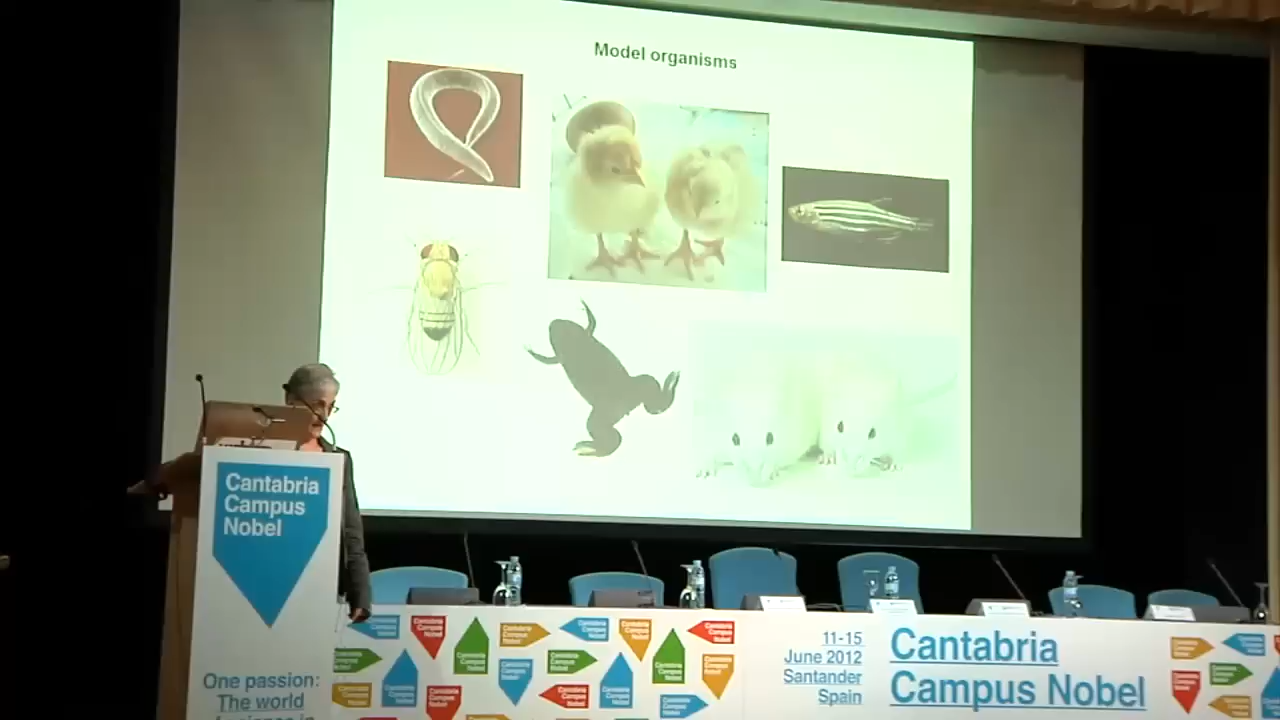 Model organisms
Cantabria
Campus
Nobel
One passion:
The world
11-15
June 2012
Santander
Spain
Cantabria
Campus Nobel